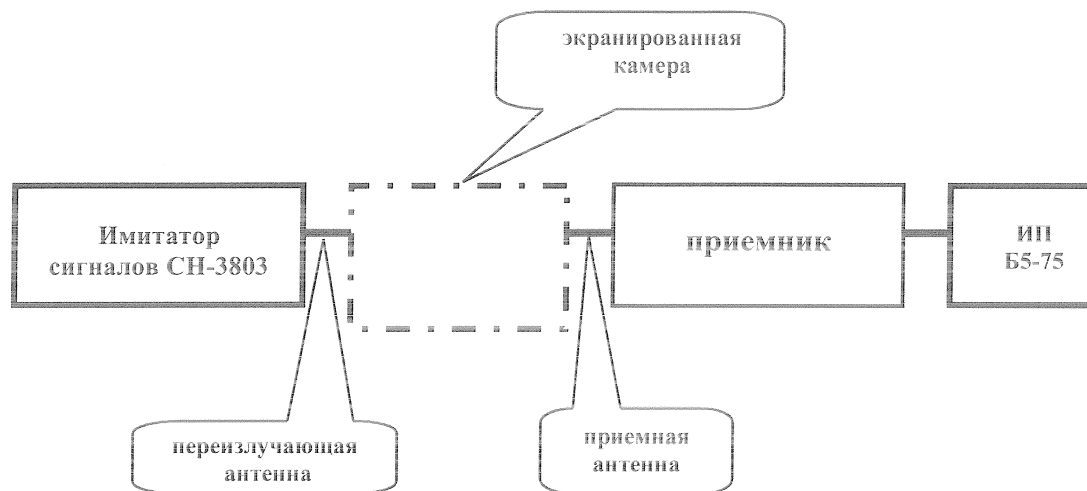 экранированная
камера
Имитатор
сигналов СН-3803
приемник
ИП
Б5-75
переизлучающая
антенна
приемная
антенна